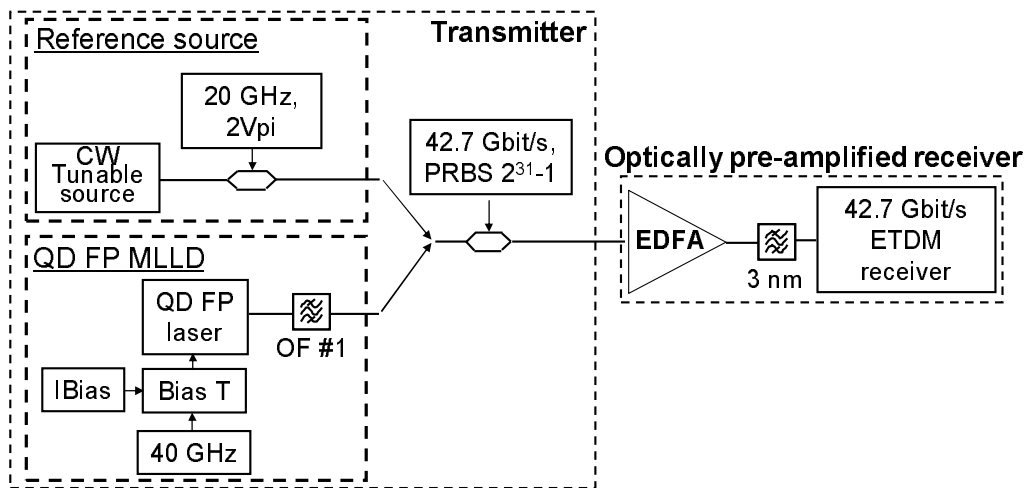 Reference source
Transmitter
20 GHz,
2Vpi
CW
Tunable
source
42.7 Gbit/s,
PRBS 2³¹-1
Optically pre-amplified receiver
EDFA
3 nm
42.7 Gbit/s
ETDM
receiver
QD FP MLLD
QD FP
laser
OF #1
IBias
Bias T
40 GHz